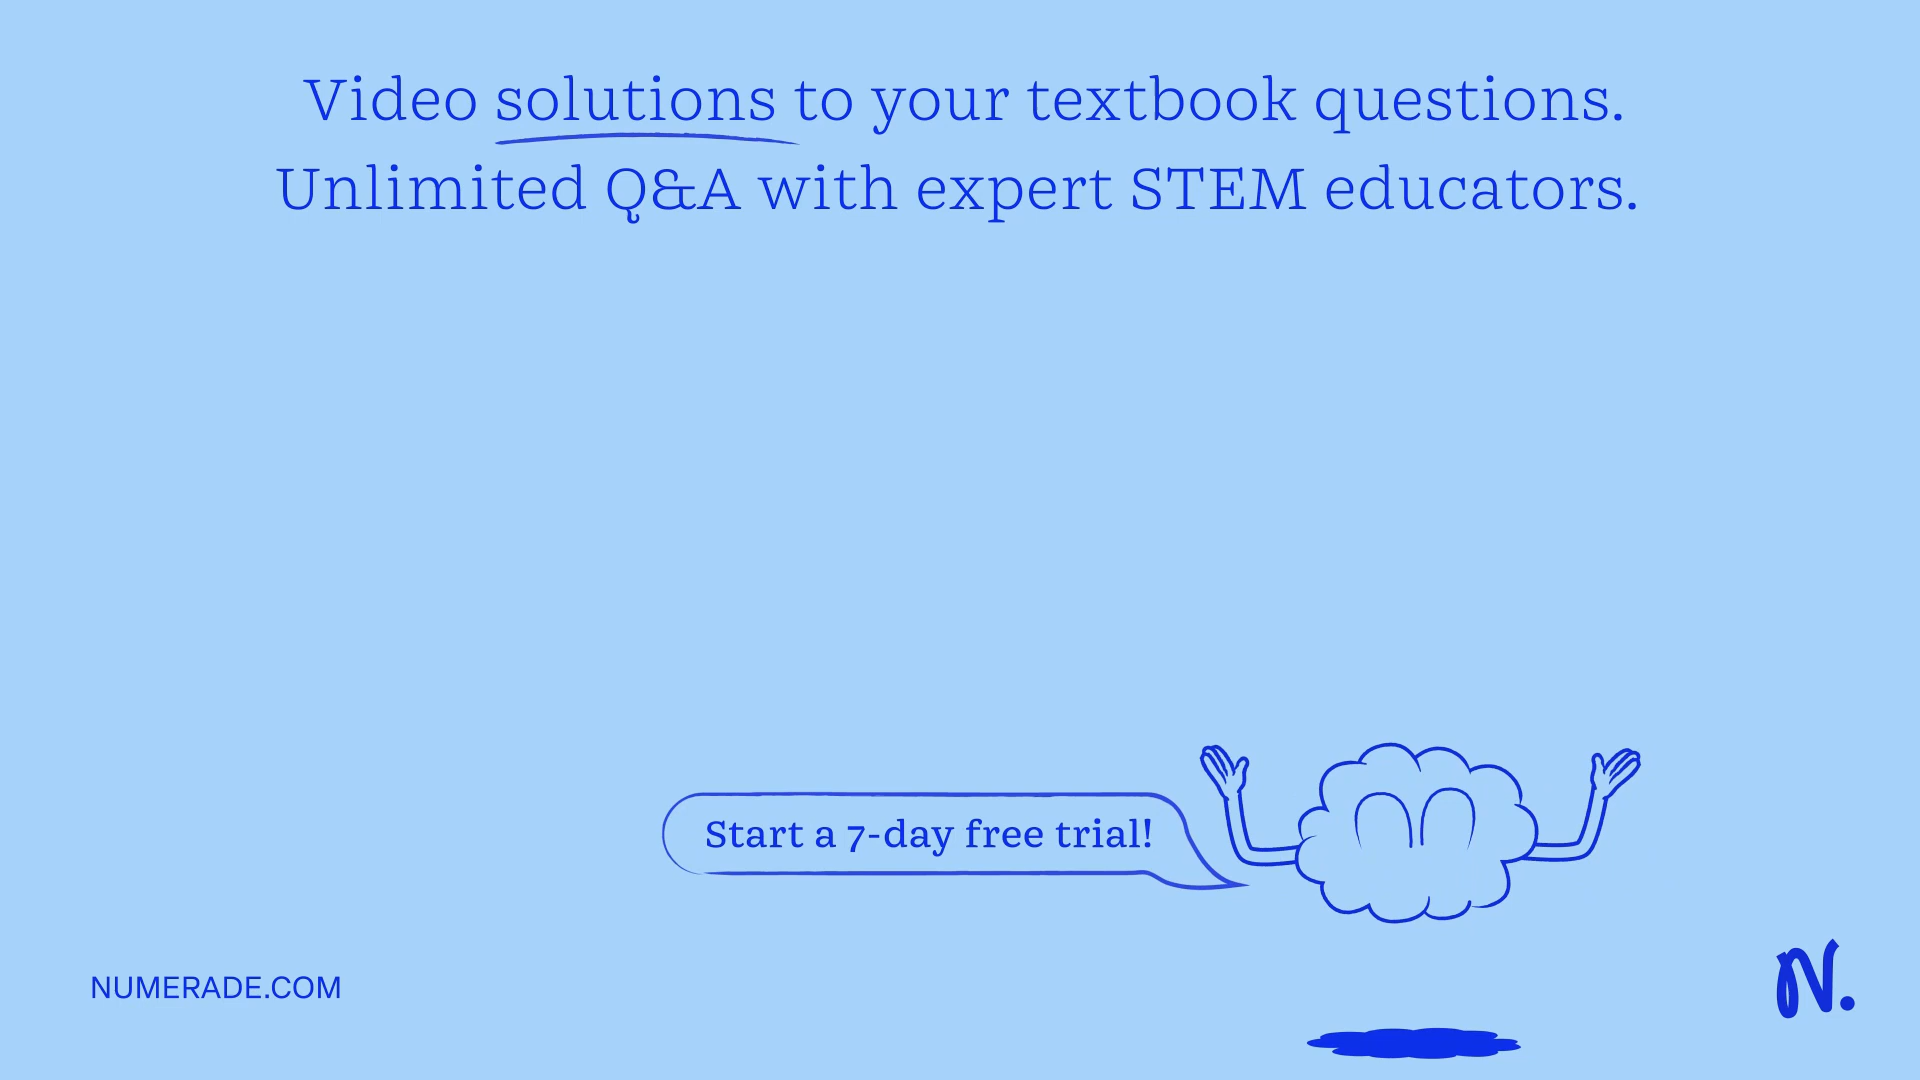 Video solutions to your textbook questions.
Unlimited Q&A with expert STEM educators.
Start a 7-day free trial!
NUMERADE.COM
N.